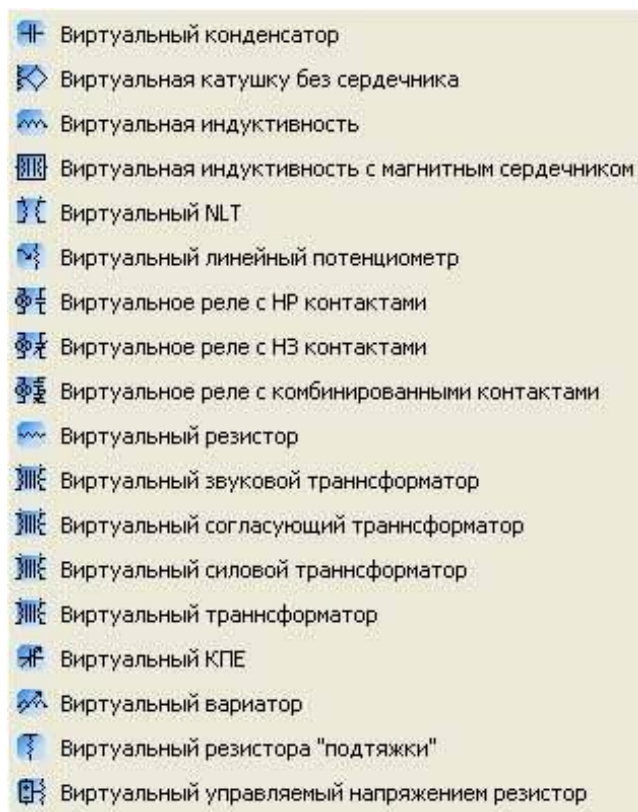 Виртуальный конденсатор
Виртуальная катушку без сердечника
Виртуальная индуктивность
Виртуальная индуктивность с магнитным сердечником
Виртуальный NLT
Виртуальный линейный потенциометр
Виртуальное реле с НР контактами
Виртуальное реле с НЗ контактами
Виртуальное реле с комбинированными контактами
Виртуальный резистор
Виртуальный звуковой траннсформатор
Виртуальный согласующий траннсформатор
Виртуальный силовой траннсформатор
Виртуальный траннсформатор
Виртуальный КПЕ
Виртуальный вариатор
Виртуальный резистора "подтяжки"
Виртуальный управляемый напряжением резистор